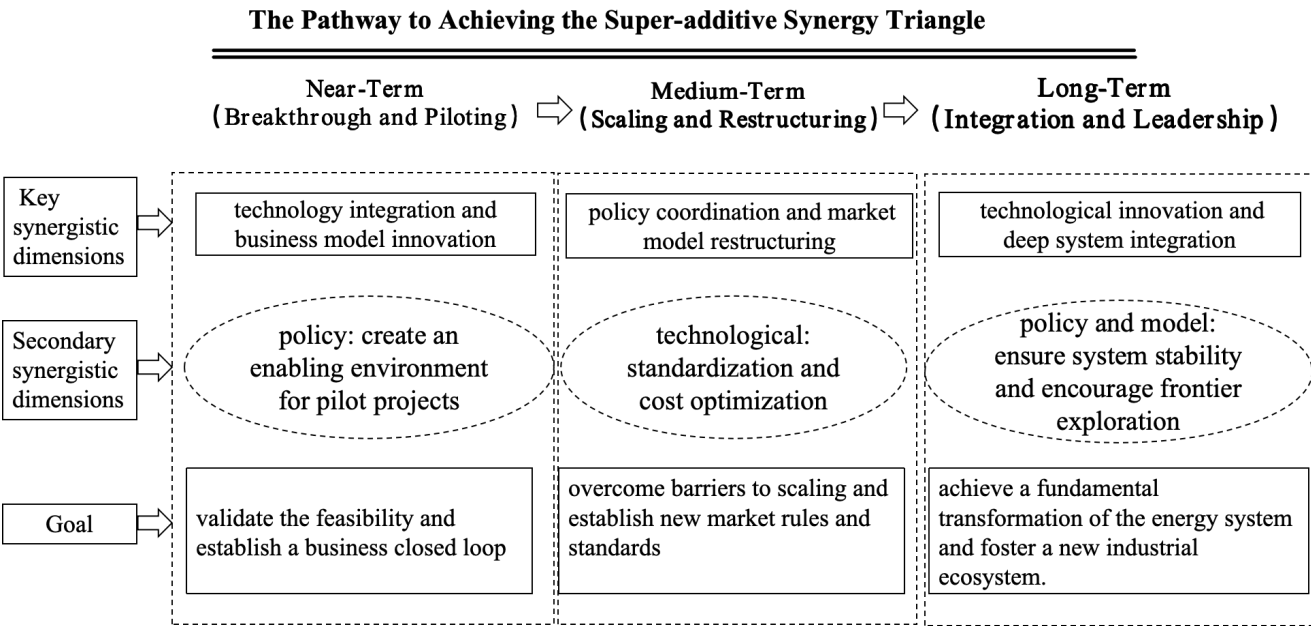 The Pathway to Achieving the Super-additive Synergy Triangle
Near-Term
(Breakthrough and Piloting)
Medium-Term
(Scaling and Restructuring)
Long-Term
(Integration and Leadership)
Key
synergistic
dimensions
technology integration and
business model innovation
policy coordination and market
model restructuring
technological innovation and
deep system integration
Secondary
synergistic
dimensions
policy: create an
enabling environment
for pilot projects
technological:
standardization and
cost optimization
policy and model:
ensure system stability
and encourage frontier
exploration
Goal
validate the feasibility and
establish a business closed loop
overcome barriers to scaling and
establish new market rules and
standards
achieve a fundamental
transformation of the energy system
and foster a new industrial
ecosystem.